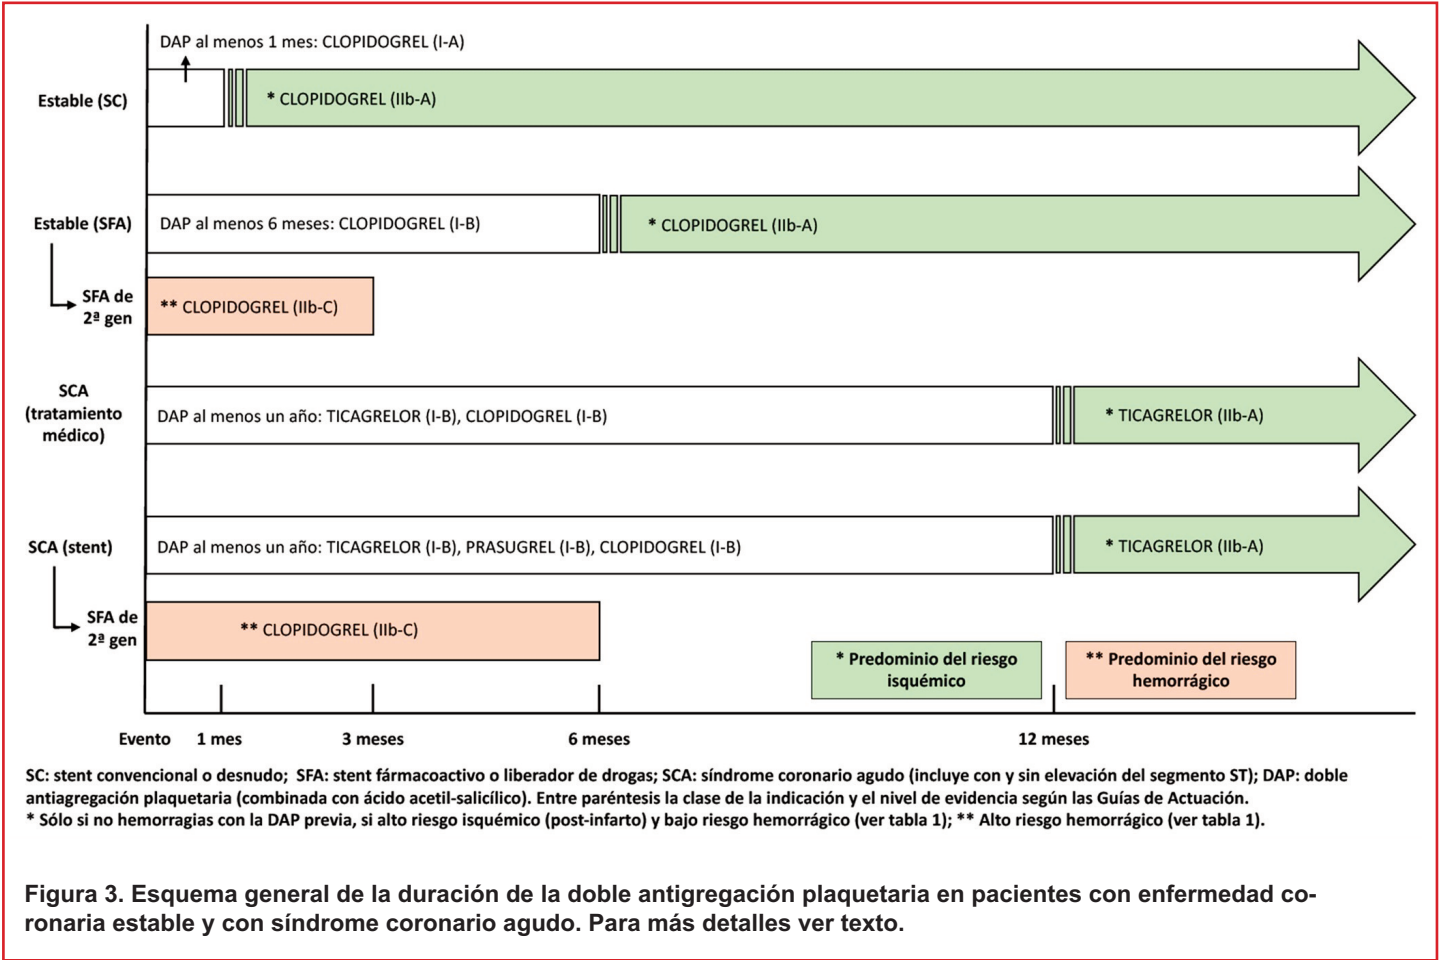 DAP al menos 1 mes: CLOPIDOGREL (I-A)
Estable (SC)
* CLOPIDOGREL (IIb-A)
Estable (SFA)
DAP al menos 6 meses: CLOPIDOGREL (I-B)
* CLOPIDOGREL (IIb-A)
SFA de
2ª gen
** CLOPIDOGREL (IIb-C)
SCA
(tratamiento
médico)
DAP al menos un año: TICAGRELOR (I-B), CLOPIDOGREL (I-B)
* TICAGRELOR (IIb-A)
SCA (stent)
DAP al menos un año: TICAGRELOR (I-B), PRASUGREL (I-B), CLOPIDOGREL (I-B)
* TICAGRELOR (IIb-A)
SFA de
2ª gen
** CLOPIDOGREL (IIb-C)
* Predominio del riesgo
isquémico
** Predominio del riesgo
hemorrágico
Evento 1 mes 3 meses 6 meses 12 meses
SC: stent convencional o desnudo; SFA: stent fármacoactivo o liberador de drogas; SCA: síndrome coronario agudo (incluye con y sin elevación del segmento ST); DAP: doble
antiagregación plaquetaria (combinada con ácido acetil-salicílico). Entre paréntesis la clase de la indicación y el nivel de evidencia según las Guías de Actuación.
* Sólo si no hemorragias con la DAP previa, si alto riesgo isquémico (post-infarto) y bajo riesgo hemorrágico (ver tabla 1); ** Alto riesgo hemorrágico (ver tabla 1).
Figura 3. Esquema general de la duración de la doble antigregación plaquetaria en pacientes con enfermedad co-
ronaria estable y con síndrome coronario agudo. Para más detalles ver texto.